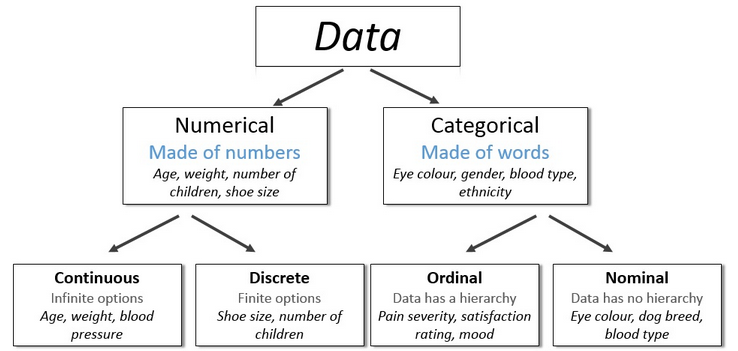 Data
Numerical
Made of numbers
Age, weight, number of
children, shoe size
Categorical
Made of words
Eye colour, gender, blood type,
ethnicity
Continuous
Infinite options
Age, weight, blood
pressure
Discrete
Finite options
Shoe size, number of
children
Ordinal
Data has a hierarchy
Pain severity, satisfaction
rating, mood
Nominal
Data has no hierarchy
Eye colour, dog breed,
blood type